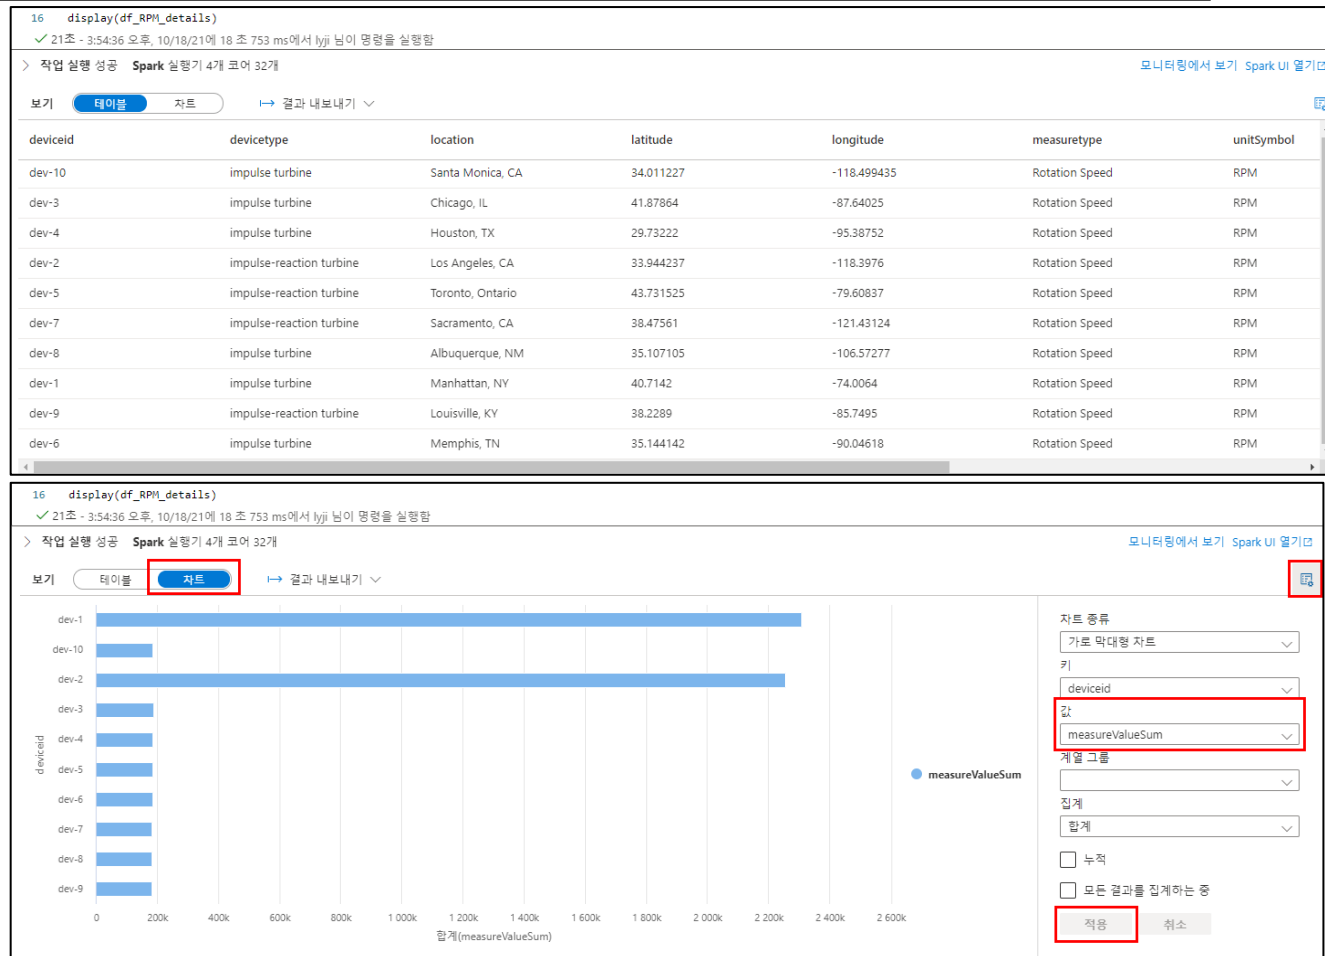 16 display(df_RPM_details)
21초 - 3:54:36 오후, 10/18/21에 18 초 753 ms에서 lyji 님이 명령을 실행함
작업 실행 성공 Spark 실행기 4개 코어 32개 모니터링에서 보기 Spark UI 열기
보기 테이블 차트 결과 내보내기
deviceid devicetype location latitude longitude measuretype unitSymbol
dev-10 impulse turbine Santa Monica, CA 34.011227 -118.499435 Rotation Speed RPM
dev-3 impulse turbine Chicago, IL 41.87864 -87.64025 Rotation Speed RPM
dev-4 impulse turbine Houston, TX 29.73222 -95.38752 Rotation Speed RPM
dev-2 impulse-reaction turbine Los Angeles, CA 33.944237 -118.3976 Rotation Speed RPM
dev-5 impulse-reaction turbine Toronto, Ontario 43.731525 -79.60837 Rotation Speed RPM
dev-7 impulse-reaction turbine Sacramento, CA 38.47561 -121.43124 Rotation Speed RPM
dev-8 impulse turbine Albuquerque, NM 35.107105 -106.57277 Rotation Speed RPM
dev-1 impulse turbine Manhattan, NY 40.7142 -74.0064 Rotation Speed RPM
dev-9 impulse-reaction turbine Louisville, KY 38.2289 -85.7495 Rotation Speed RPM
dev-6 impulse turbine Memphis, TN 35.144142 -90.04618 Rotation Speed RPM
16 display(df_RPM_details)
21초 - 3:54:36 오후, 10/18/21에 18 초 753 ms에서 lyji 님이 명령을 실행함
작업 실행 성공 Spark 실행기 4개 코어 32개 모니터링에서 보기 Spark UI 열기
보기 테이블 차트 결과 내보내기
deviceid
dev-1
dev-10
dev-2
dev-3
dev-4
dev-5
dev-6
dev-7
dev-8
dev-9
0 200k 400k 600k 800k 1 000k 1 200k 1 400k 1 600k 1 800k 2 000k 2 200k 2 400k 2 600k
합계(measureValueSum)
measureValueSum
차트 종류
가로 막대형 차트
키
deviceid
값
measureValueSum
계열 그룹
집계
합계
누적
모든 결과를 집계하는 중
적용 취소